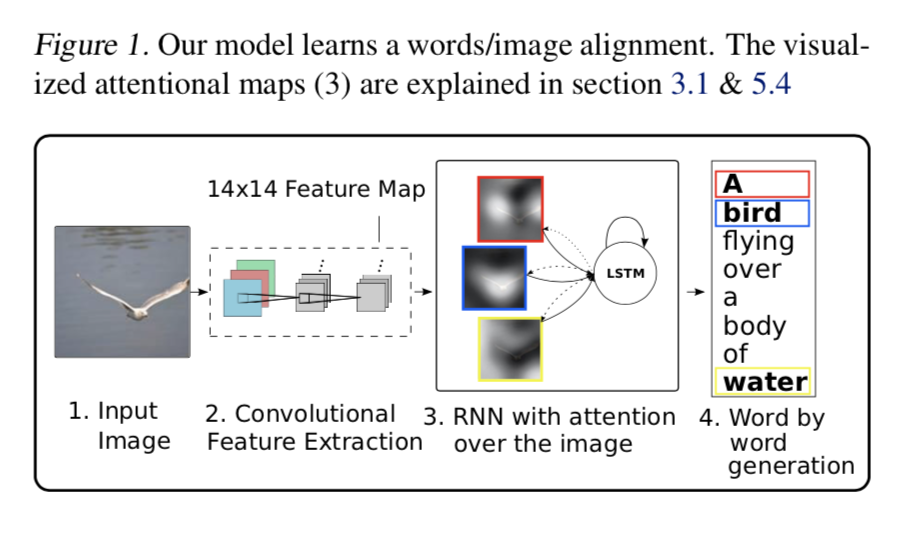 Figure 1. Our model learns a words/image alignment. The visual-
ized attentional maps (3) are explained in section 3.1 & 5.4
14x14 Feature Map
LSTM
A
bird
flying
over
a
body
of
water
1. Input
Image
2. Convolutional
Feature Extraction
3. RNN with attention
over the image
4. Word by
word
generation